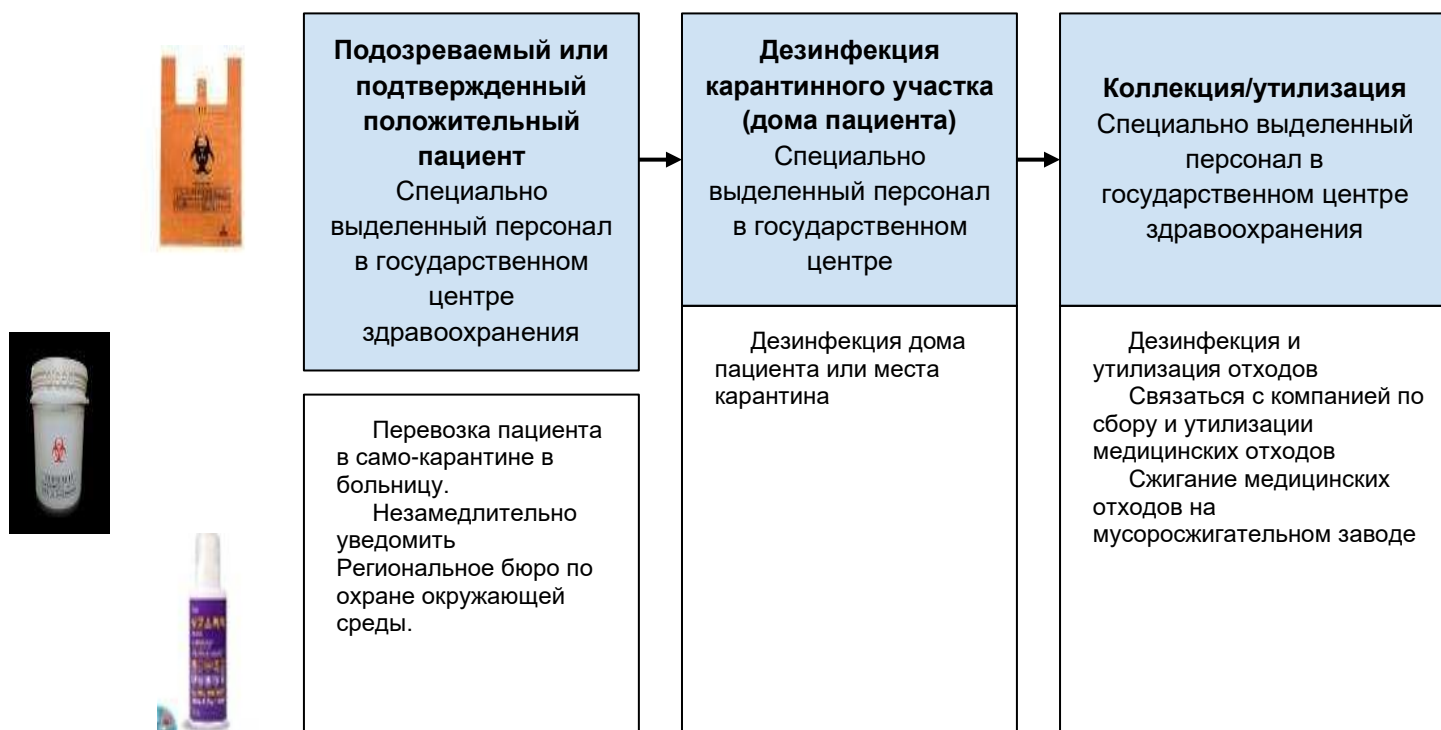 Подозреваемый или
подтвержденный
положительный
пациент
Специально
выделенный персонал
в государственном
центре
здравоохранения
Перевозка пациента
в само-карантине в
больницу.
Незамедлительно
уведомить
Региональное бюро по
охране окружающей
среды.
Дезинфекция
карантинного участка
(дома пациента)
Специально
выделенный персонал
в государственном
центре
Дезинфекция дома
пациента или места
карантина
Коллекция/утилизация
Специально выделенный
персонал в
государственном центре
здравоохранения
Дезинфекция и
утилизация отходов
Связаться с компанией по
сбору и утилизации
медицинских отходов
Сжигание медицинских
отходов на
мусоросжигательном заводе